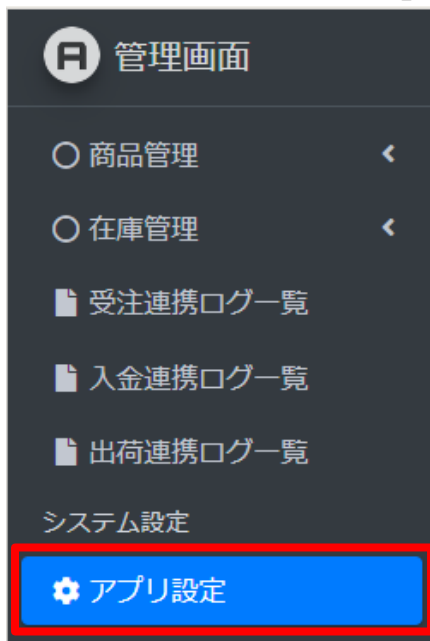 管理画面
商品管理
在庫管理
受注連携ログ一覧
入金連携ログ一覧
出荷連携ログ一覧
システム設定
アプリ設定